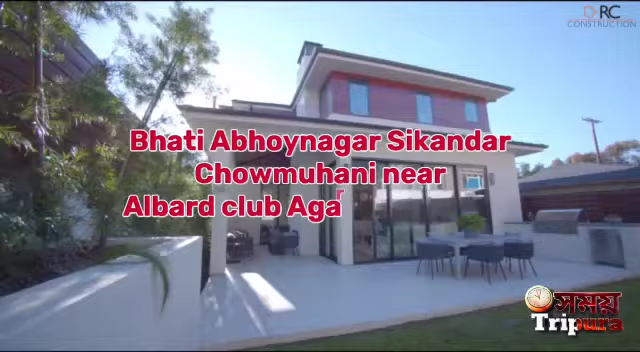 RC
CONSTRUCTION
Bhati Abhoynagar Sikandar
Chowmuhani near
Albard club Aga r
সময়
Tripura